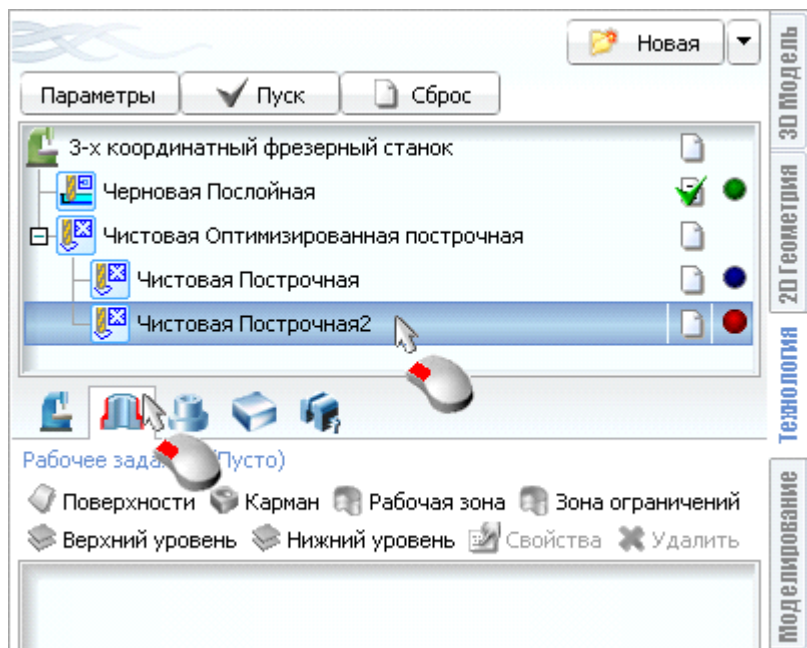 Новая
Параметры Пуск Сброс
3-х координатный фрезерный станок
Черновая Послойная
Чистовая Оптимизированная построчная
Чистовая Построчная
Чистовая Построчная2
Рабочее зада (Пусто)
Поверхности Карман Рабочая зона Зона ограничений
Верхний уровень Нижний уровень Свойства Удалить
3D Модель
2D Геометрия
Технология
Моделирование